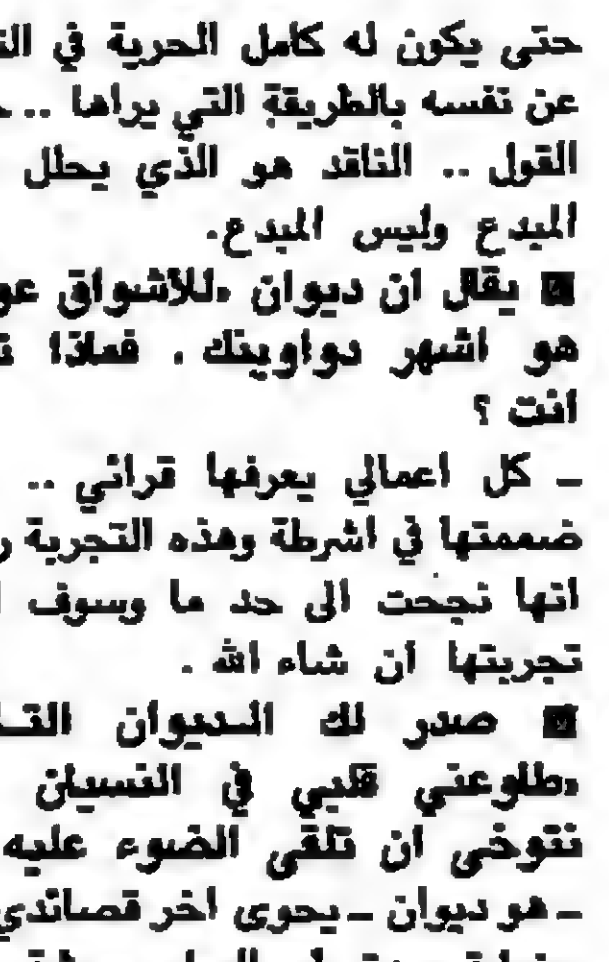 حتى يكون له كامل الحرية في
عن نفسه بالطريقة التي يراها ..
القول .. الناقد هو الذي يحلل
المبدع وليس المبدع.
يقال ان ديوان «للأشواق
هو اشهر دواوينك . فماذا
انت ؟
ـ كل اعمالي يعرفها قرائي ..
ضممتها في اشرطة وهذه التجربة
انها نجحت الى حد ما وسوف
تجربتها ان شاء الله .
صدر لك الديوان
«طاوعني قلبي في النسيان
نتوخى ان تلقى الضوء عليه
ـ هو ديوان ـ يحوى اخر قصائدي